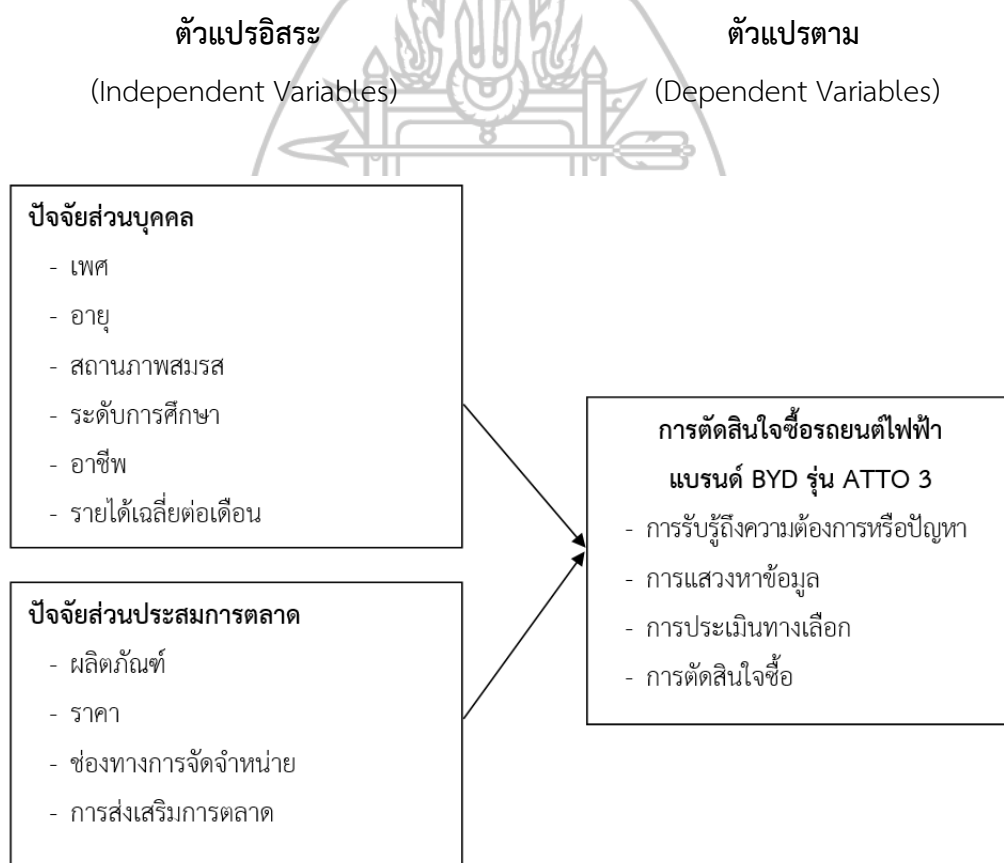 ตัวแปรอิสระ
(Independent Variables)
ตัวแปรตาม
(Dependent Variables)
ปัจจัยส่วนบุคคล
- เพศ
- อายุ
- สถานภาพสมรส
- ระดับการศึกษา
- อาชีพ
- รายได้เฉลี่ยต่อเดือน
ปัจจัยส่วนประสมการตลาด
- ผลิตภัณฑ์
- ราคา
- ช่องทางการจัดจำหน่าย
- การส่งเสริมการตลาด
การตัดสินใจซื้อรถยนต์ไฟฟ้า
แบรนด์ BYD รุ่น ATTO 3
- การรับรู้ถึงความต้องการหรือปัญหา
- การแสวงหาข้อมูล
- การประเมินทางเลือก
- การตัดสินใจซื้อ